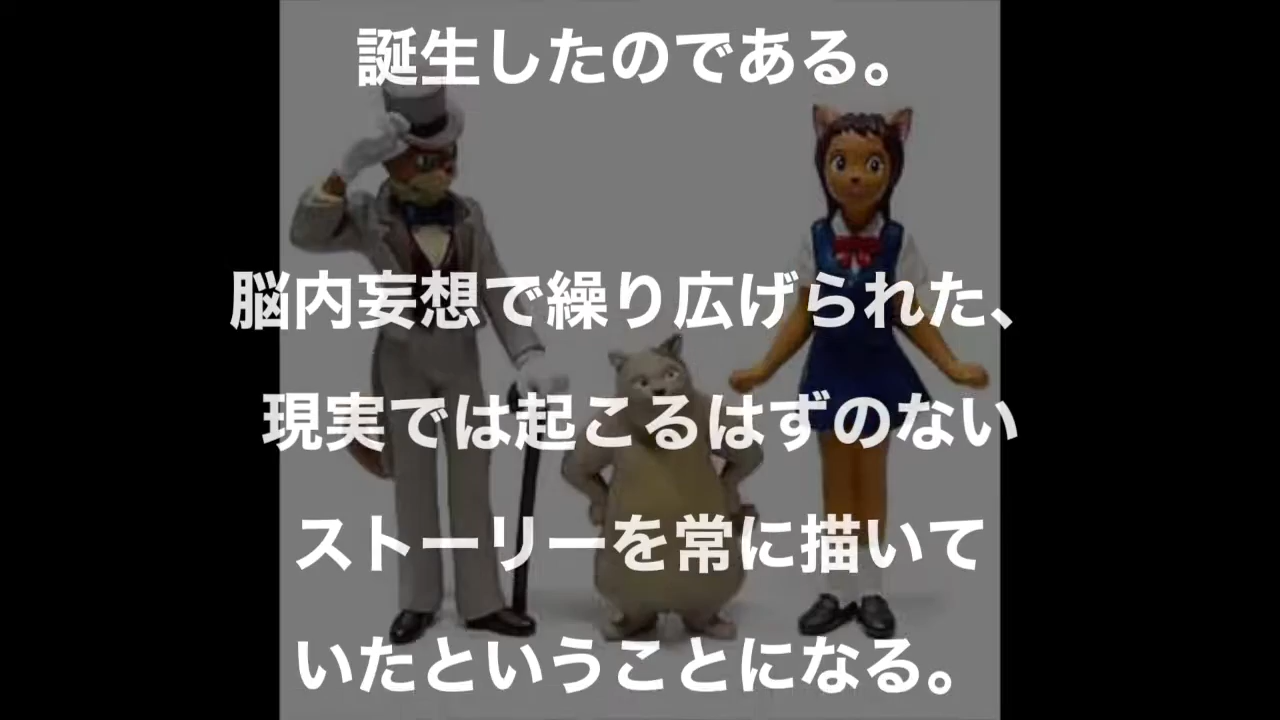 誕生したのである。
脳内妄想で繰り広げられた、
現実では起こるはずのない
ストーリーを常に描いて
いたということになる。